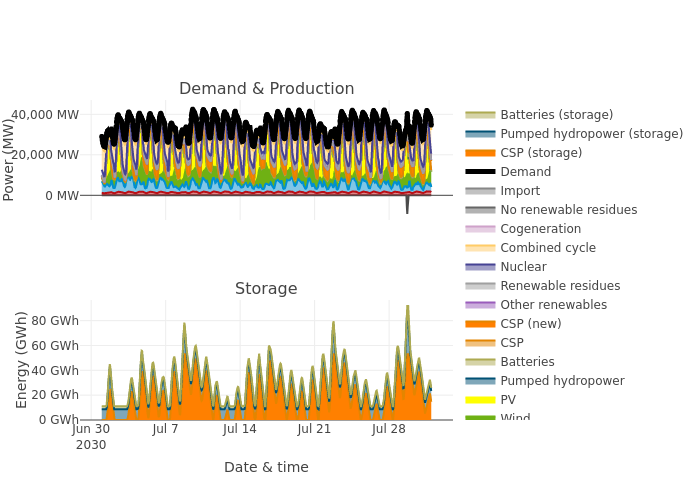 Demand & Production
Power (MW)
40,000 MW
20,000 MW
0 MW
Storage
Energy (GWh)
80 GWh
60 GWh
40 GWh
20 GWh
0 GWh
Jun 30
2030
Jul 7
Jul 14
Jul 21
Jul 28
Date & time
Batteries (storage)
Pumped hydropower (storage)
CSP (storage)
Demand
Import
No renewable residues
Cogeneration
Combined cycle
Nuclear
Renewable residues
Other renewables
CSP (new)
CSP
Batteries
Pumped hydropower
PV
Wind